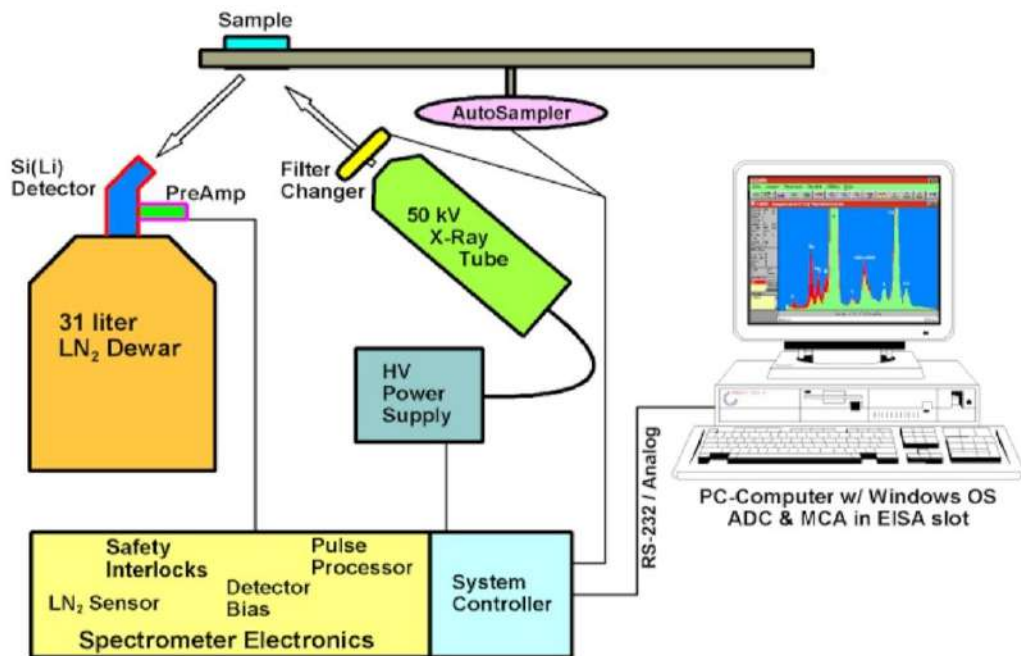 Sample
AutoSampler
Si(Li)
Detector
PreAmp
Filter
Changer
50 kV
X-Ray
Tube
31 liter
LN₂ Dewar
HV
Power
Supply
RS-232 / Analog
PC-Computer w/ Windows OS
ADC & MCA in EISA slot
Safety
Interlocks
Pulse
Processor
LN₂ Sensor
Detector
Bias
Spectrometer Electronics
System
Controller